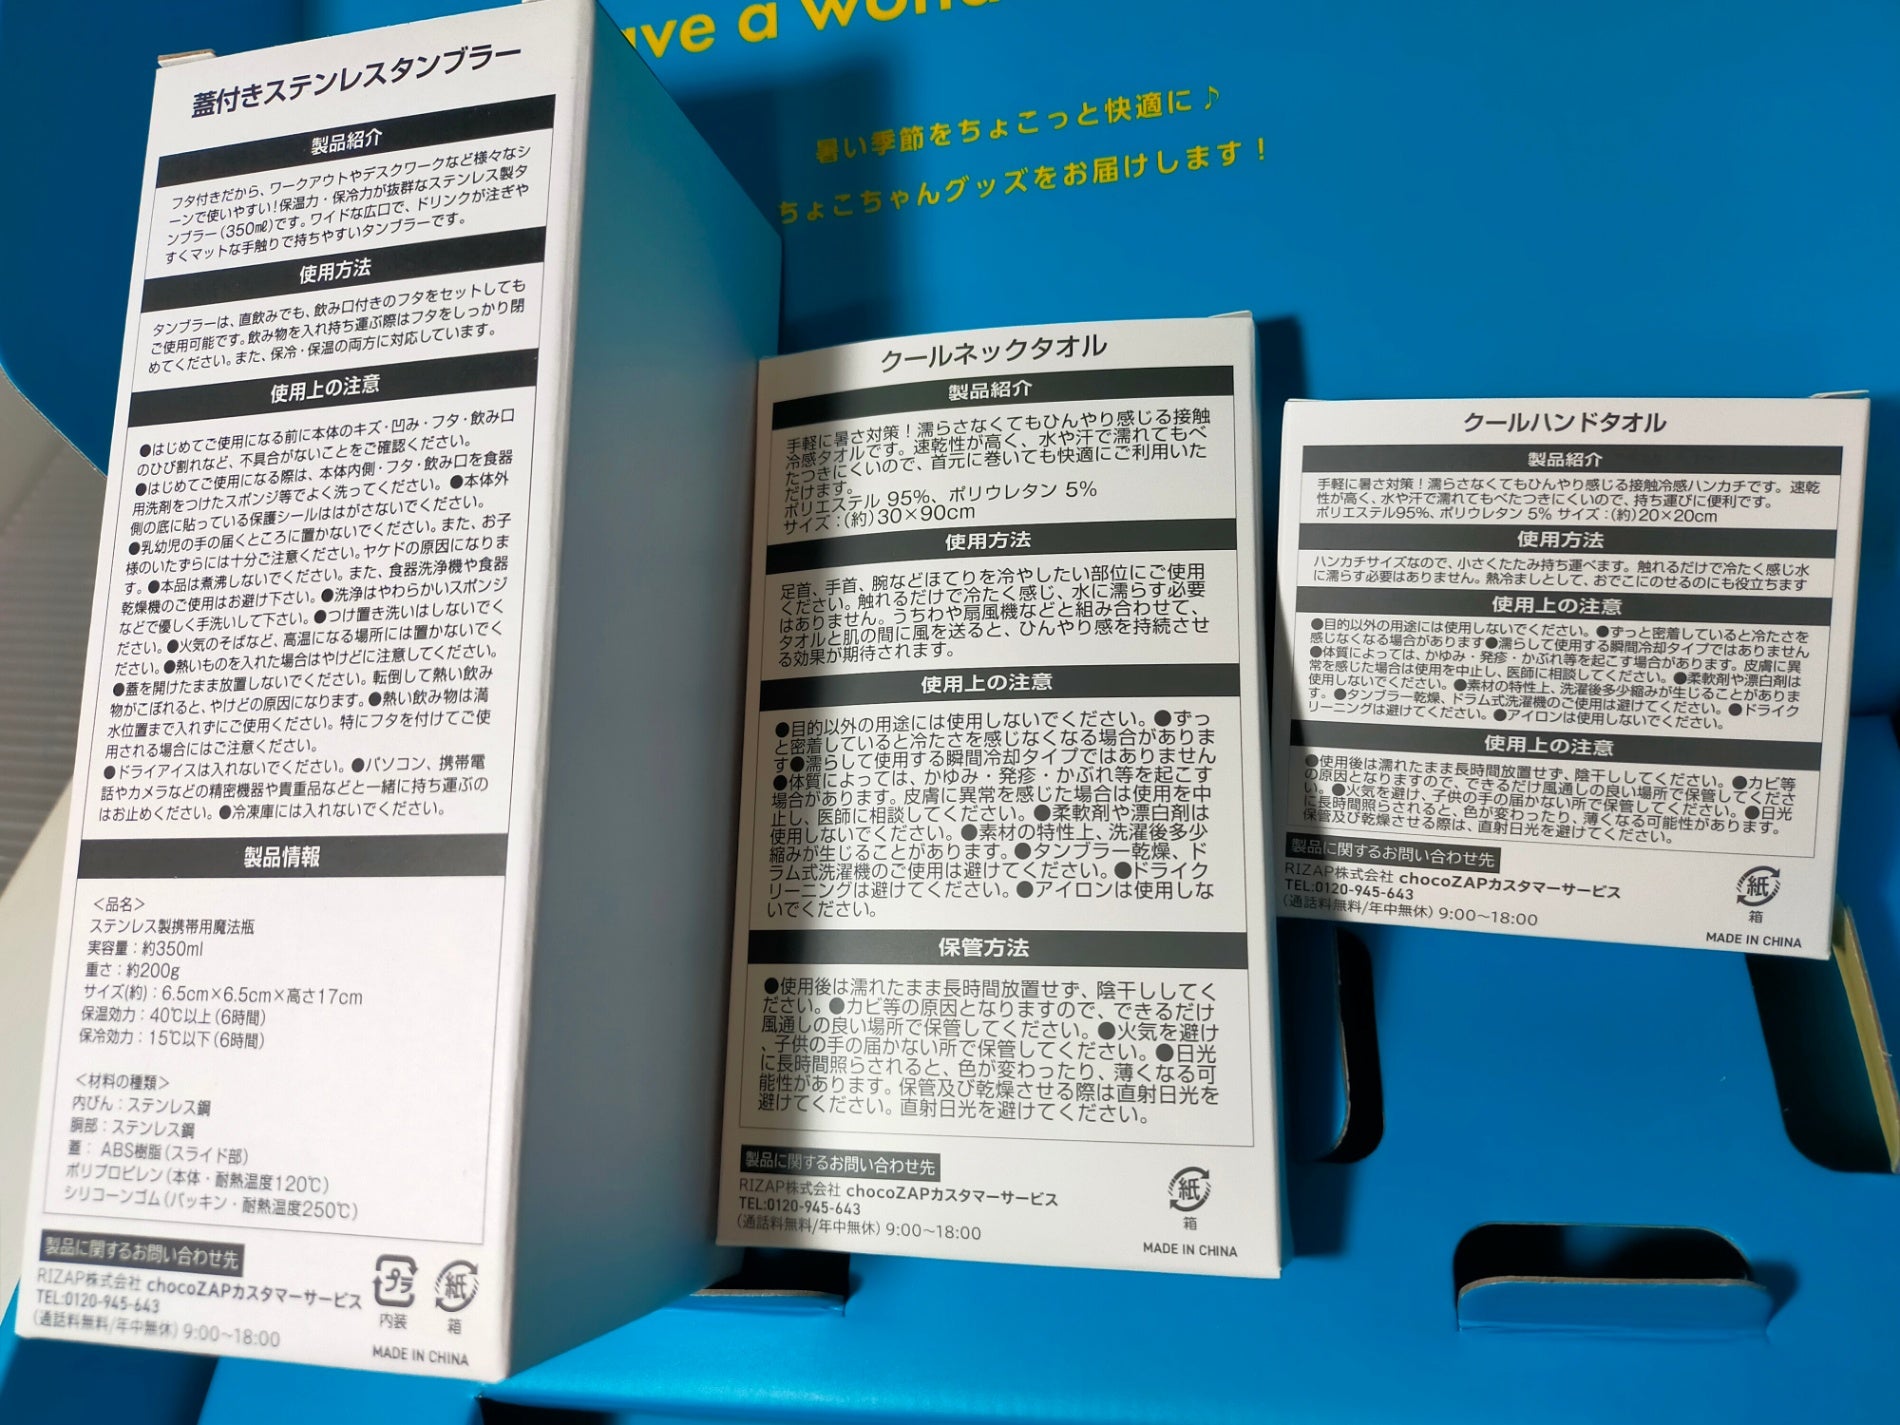 ave a wond
暑い季節をちょこっと快適に♪
ちょこちゃんグッズをお届けします！
蓋付きステンレスタンブラー
製品紹介
フタ付きだから、ワークアウトやデスクワークなど様々なシ
ーンで使いやすい！保温力・保冷力が抜群なステンレス製タ
ンブラー（350㎖）です。ワイドな広口で、ドリンクが注ぎや
すくマットな手触りで持ちやすいタンブラーです。
使用方法
タンブラーは、直飲みでも、飲み口付きのフタをセットしても
ご使用可能です。飲み物を入れ持ち運ぶ際はフタをしっかり閉
めてください。また、保冷・保温の両方に対応しています。
使用上の注意
●はじめてご使用になる前に本体のキズ・凹み・フタ・飲み口
のひび割れなど、不具合がないことをご確認ください。
●はじめてご使用になる際は、本体内側・フタ・飲み口を食器
用洗剤をつけたスポンジ等でよく洗ってください。●本体外
側の底に貼っている保護シールははがさないでください。
●乳幼児の手の届くところに置かないでください。また、お子
様のいたずらには十分ご注意ください。ヤケドの原因になりま
す。●本品は煮沸しないでください。また、食器洗浄機や食器
乾燥機のご使用はお避け下さい。●洗浄はやわらかいスポンジ
などで優しく手洗いして下さい。●つけ置き洗いはしないでく
ださい。●火気のそばなど、高温になる場所には置かないでく
ださい。●熱いものを入れた場合はやけどに注意してください。
●蓋を開けたまま放置しないでください。転倒して熱い飲み
物がこぼれると、やけどの原因になります。●熱い飲み物は満
水位置まで入れずにご使用ください。特にフタを付けてご使
用される場合にはご注意ください。
●ドライアイスは入れないでください。●パソコン、携帯電
話やカメラなどの精密機器や貴重品などと一緒に持ち運ぶの
はお止めください。●冷凍庫には入れないでください。
製品情報
＜品名＞
ステンレス製携帯用魔法瓶
実容量：約350ml
重さ：約200g
サイズ(約)：6.5cm×6.5cm×高さ17cm
保温効力：40℃以上（6時間）
保冷効力：15℃以下（6時間）
＜材料の種類＞
内びん：ステンレス鋼
胴部：ステンレス鋼
蓋：ABS樹脂（スライド部）
ポリプロピレン（本体・耐熱温度120℃）
シリコーンゴム（パッキン・耐熱温度250℃）
製品に関するお問い合わせ先
RIZAP株式会社 chocoZAPカスタマーサービス
TEL:0120-945-643
（通話料無料/年中無休）9:00～18:00
プラ
内装
紙
箱
MADE IN CHINA
クールネックタオル
製品紹介
手軽に暑さ対策！濡らさなくてもひんやり感じる接触
冷感タオルです。速乾性が高く、水や汗で濡れてもべ
たつきにくいので、首元に巻いても快適にご利用いた
だけます。
ポリエステル 95%、ポリウレタン 5%
サイズ：(約)30×90cm
使用方法
足首、手首、腕などほてりを冷やしたい部位にご使用
ください。触れるだけで冷たく感じ、水に濡らす必要
はありません。うちわや扇風機などと組み合わせて、
タオルと肌の間に風を送ると、ひんやり感を持続させ
る効果が期待されます。
使用上の注意
●目的以外の用途には使用しないでください。●ずっ
と密着していると冷たさを感じなくなる場合がありま
す●濡らして使用する瞬間冷却タイプではありません
●体質によっては、かゆみ・発疹・かぶれ等を起こす
場合があります。皮膚に異常を感じた場合は使用を中
止し、医師に相談してください。●柔軟剤や漂白剤は
使用しないでください。●素材の特性上、洗濯後多少
縮みが生じることがあります。●タンブラー乾燥、ド
ラム式洗濯機のご使用は避けてください。●ドライク
リーニングは避けてください。●アイロンは使用しな
いでください。
保管方法
●使用後は濡れたまま長時間放置せず、陰干ししてく
ださい。●カビ等の原因となりますので、できるだけ
風通しの良い場所で保管してください。●火気を避け
、子供の手の届かない所で保管してください。●日光
に長時間照らされると、色が変わったり、薄くなる可
能性があります。保管及び乾燥させる際は直射日光を
避けてください。直射日光を避けてください。
製品に関するお問い合わせ先
RIZAP株式会社 chocoZAPカスタマーサービス
TEL:0120-945-643
（通話料無料/年中無休）9:00～18:00
紙
箱
MADE IN CHINA
クールハンドタオル
製品紹介
手軽に暑さ対策！濡らさなくてもひんやり感じる接触冷感ハンカチです。速乾
性が高く、水や汗で濡れてもべたつきにくいので、持ち運びに便利です。
ポリエステル95%、ポリウレタン 5% サイズ：(約)20×20cm
使用方法
ハンカチサイズなので、小さくたたみ持ち運べます。触れるだけで冷たく感じ水
に濡らす必要はありません。熱冷ましとして、おでこにのせるのにも役立ちます
使用上の注意
●目的以外の用途には使用しないでください。●ずっと密着していると冷たさを
感じなくなる場合があります●濡らして使用する瞬間冷却タイプではありません
●体質によっては、かゆみ・発疹・かぶれ等を起こす場合があります。皮膚に異
常を感じた場合は使用を中止し、医師に相談してください。●柔軟剤や漂白剤は
使用しないでください。●素材の特性上、洗濯後多少縮みが生じることがありま
す。●タンブラー乾燥、ドラム式洗濯機のご使用は避けてください。●ドライク
リーニングは避けてください。●アイロンは使用しないでください。
使用上の注意
●使用後は濡れたまま長時間放置せず、陰干ししてください。●カビ等
の原因となりますので、できるだけ風通しの良い場所で保管してくださ
い。●火気を避け、子供の手の届かない所で保管してください。●日光
に長時間照らされると、色が変わったり、薄くなる可能性があります。
保管及び乾燥させる際は、直射日光を避けてください。
製品に関するお問い合わせ先
RIZAP株式会社 chocoZAPカスタマーサービス
TEL:0120-945-643
（通話料無料/年中無休）9:00～18:00
紙
箱
MADE IN CHINA